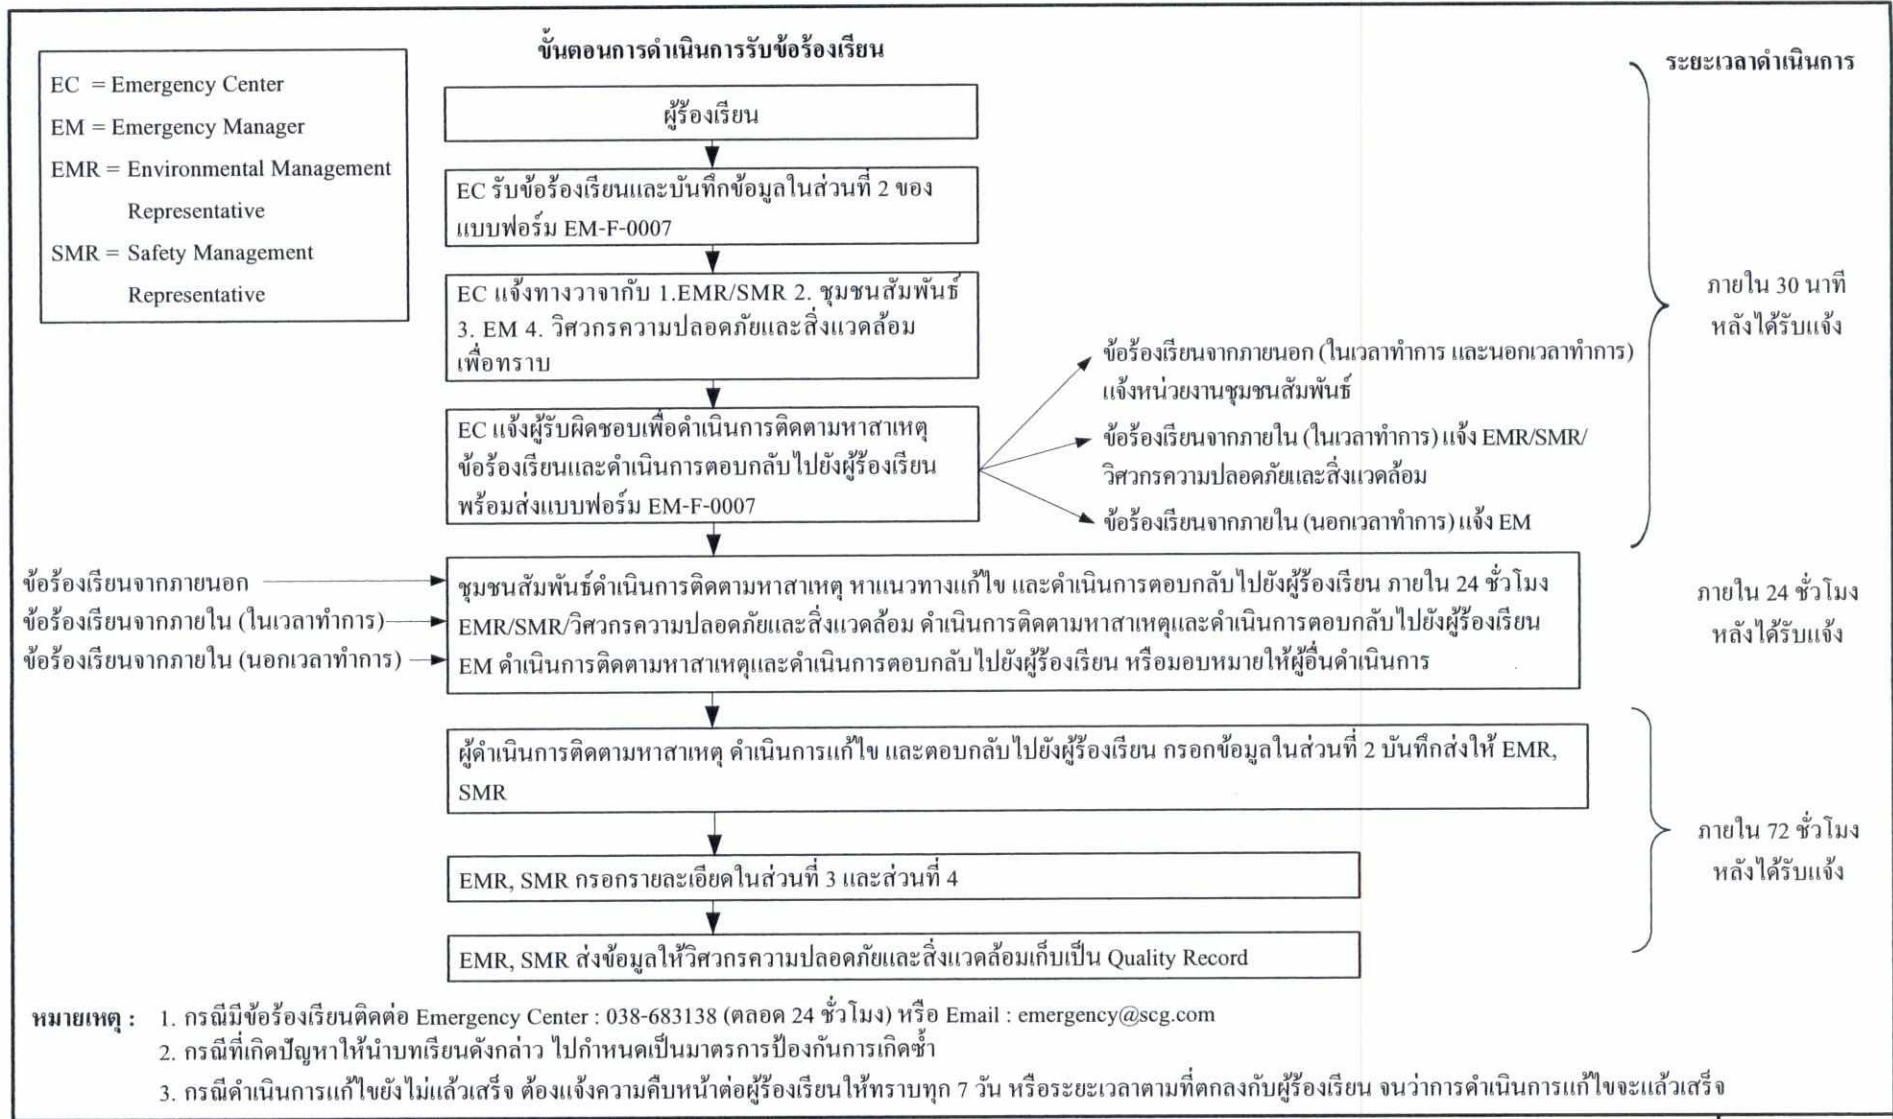 ขั้นตอนการดำเนินการรับข้อร้องเรียน
ระยะเวลาดำเนินการ
EC = Emergency Center
EM = Emergency Manager
EMR = Environmental Management
Representative
SMR = Safety Management
Representative
ผู้ร้องเรียน
EC รับข้อร้องเรียนและบันทึกข้อมูลในส่วนที่ 2 ของ
แบบฟอร์ม EM-F-0007
EC แจ้งทางวาจากับ 1.EMR/SMR 2. ชุมชนสัมพันธ์
3. EM 4. วิศวกรความปลอดภัยและสิ่งแวดล้อม
เพื่อทราบ
EC แจ้งผู้รับผิดชอบเพื่อดำเนินการติดตามหาสาเหตุ
ข้อร้องเรียนและดำเนินการตอบกลับไปยังผู้ร้องเรียน
พร้อมส่งแบบฟอร์ม EM-F-0007
ข้อร้องเรียนจากภายนอก (ในเวลาทำการ และนอกเวลาทำการ)
แจ้งหน่วยงานชุมชนสัมพันธ์
ข้อร้องเรียนจากภายใน (ในเวลาทำการ) แจ้ง EMR/SMR/
วิศวกรความปลอดภัยและสิ่งแวดล้อม
ข้อร้องเรียนจากภายใน (นอกเวลาทำการ) แจ้ง EM
ภายใน 30 นาที
หลังได้รับแจ้ง
ข้อร้องเรียนจากภายนอก
ข้อร้องเรียนจากภายใน (ในเวลาทำการ)
ข้อร้องเรียนจากภายใน (นอกเวลาทำการ)
ชุมชนสัมพันธ์ดำเนินการติดตามหาสาเหตุ หาแนวทางแก้ไข และดำเนินการตอบกลับไปยังผู้ร้องเรียน ภายใน 24 ชั่วโมง
EMR/SMR/วิศวกรความปลอดภัยและสิ่งแวดล้อม ดำเนินการติดตามหาสาเหตุและดำเนินการตอบกลับไปยังผู้ร้องเรียน
EM ดำเนินการติดตามหาสาเหตุและดำเนินการตอบกลับไปยังผู้ร้องเรียน หรือมอบหมายให้ผู้อื่นดำเนินการ
ภายใน 24 ชั่วโมง
หลังได้รับแจ้ง
ผู้ดำเนินการติดตามหาสาเหตุ ดำเนินการแก้ไข และตอบกลับไปยังผู้ร้องเรียน กรอกข้อมูลในส่วนที่ 2 บันทึกส่งให้ EMR,
SMR
EMR, SMR กรอกรายละเอียดในส่วนที่ 3 และส่วนที่ 4
EMR, SMR ส่งข้อมูลให้วิศวกรความปลอดภัยและสิ่งแวดล้อมเก็บเป็น Quality Record
ภายใน 72 ชั่วโมง
หลังได้รับแจ้ง
หมายเหตุ : 1. กรณีมีข้อร้องเรียนติดต่อ Emergency Center : 038-683138 (ตลอด 24 ชั่วโมง) หรือ Email : emergency@scg.com
2. กรณีที่เกิดปัญหาให้นำบทเรียนดังกล่าว ไปกำหนดเป็นมาตรการป้องกันการเกิดซ้ำ
3. กรณีดำเนินการแก้ไขยังไม่แล้วเสร็จ ต้องแจ้งความคืบหน้าต่อผู้ร้องเรียนให้ทราบทุก 7 วัน หรือระยะเวลาตามที่ตกลงกับผู้ร้องเรียน จนว่าการดำเนินการแก้ไขจะแล้วเสร็จ